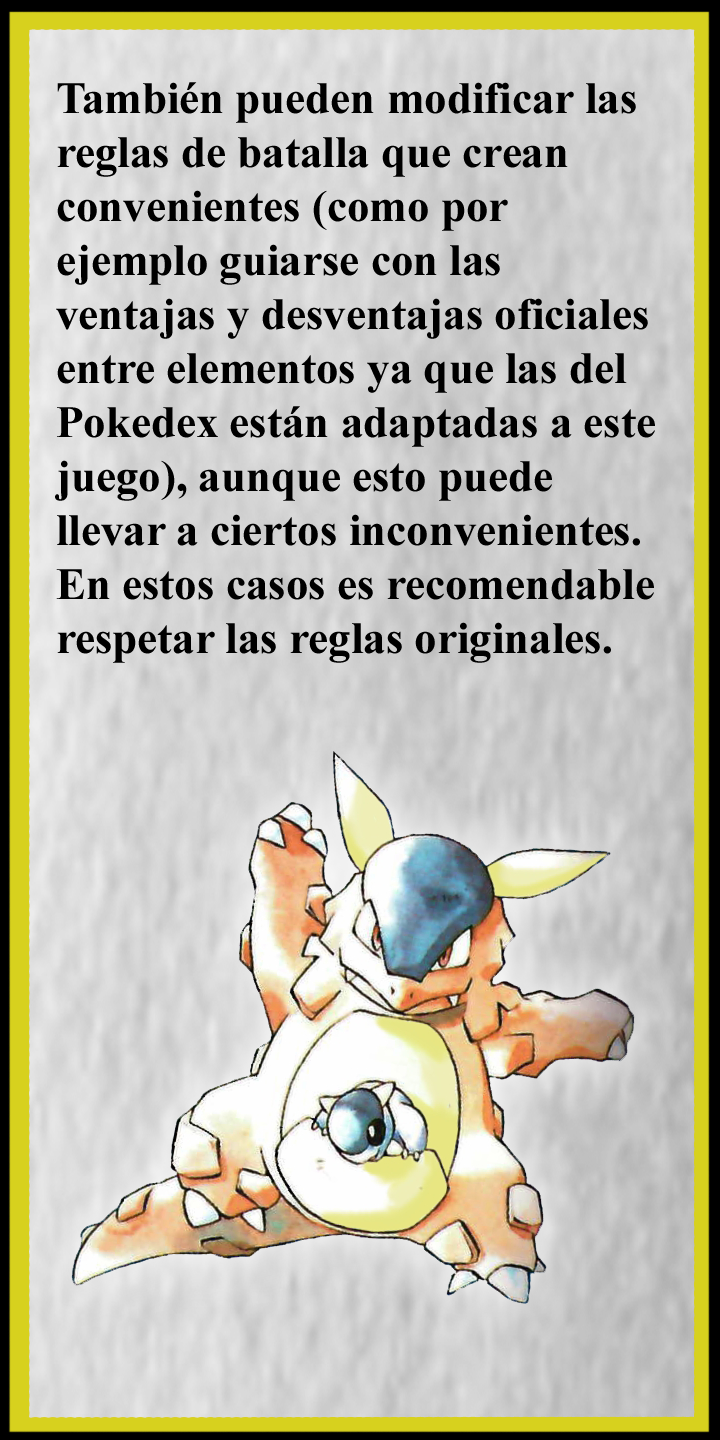 También pueden modificar las
reglas de batalla que crean
convenientes (como por
ejemplo guiarse con las
ventajas y desventajas oficiales
entre elementos ya que las del
Pokedex están adaptadas a este
juego), aunque esto puede
llevar a ciertos inconvenientes.
En estos casos es recomendable
respetar las reglas originales.